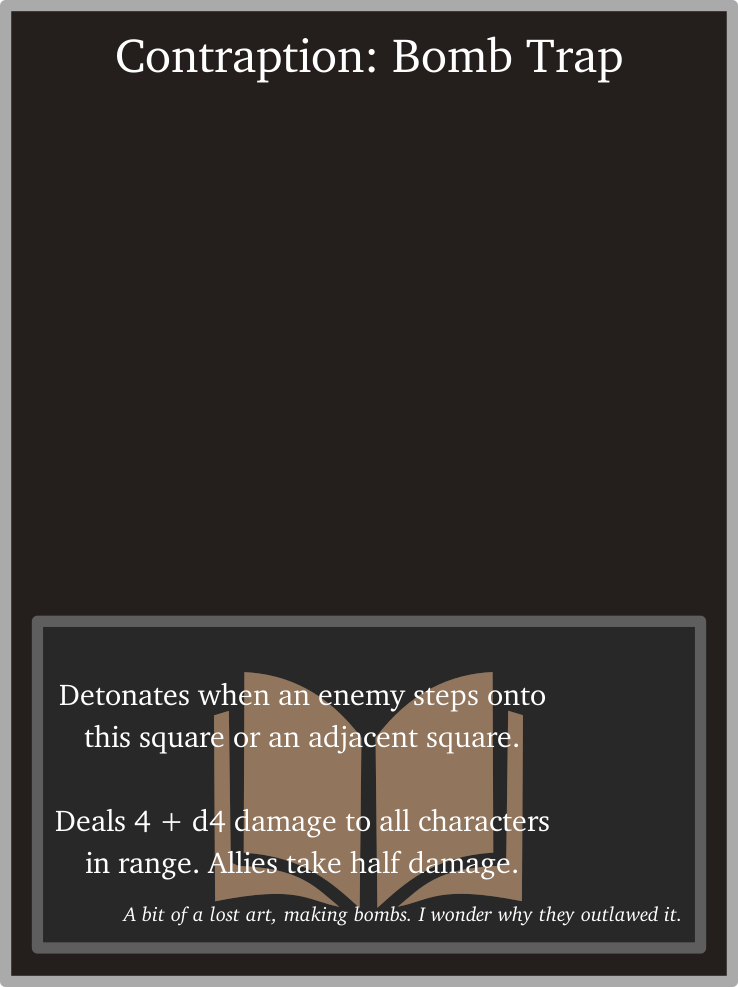 Contraption: Bomb Trap
Detonates when an enemy steps onto
this square or an adjacent square.
Deals 4 + d4 damage to all characters
in range. Allies take half damage.
A bit of a lost art, making bombs. I wonder why they outlawed it.